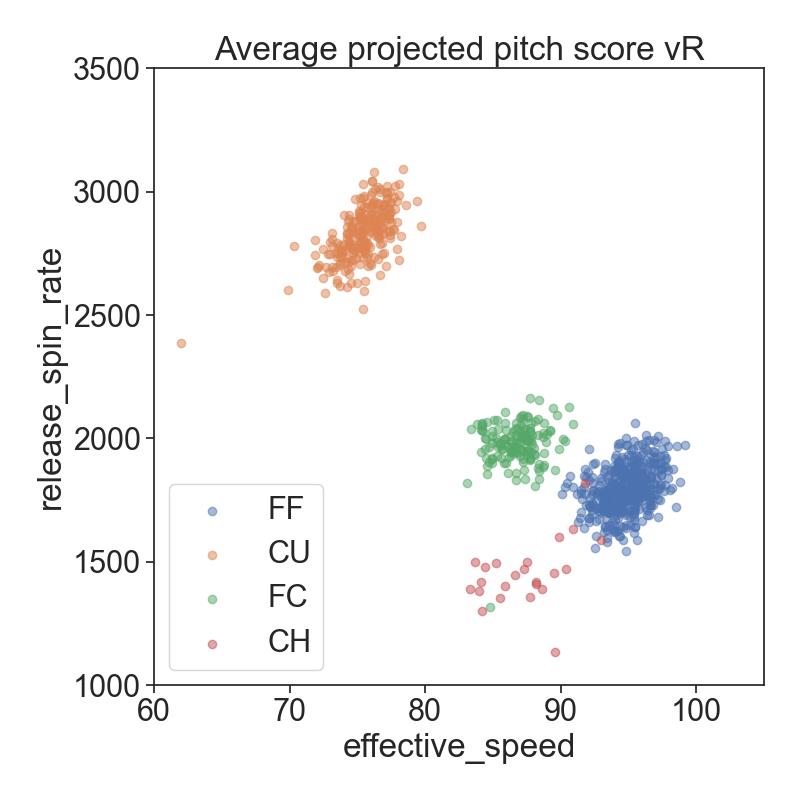 Average projected pitch score vR
release_spin_rate
3500
3000
2500
2000
1500
1000
FF
CU
FC
CH
60 70 80 90 100
effective_speed